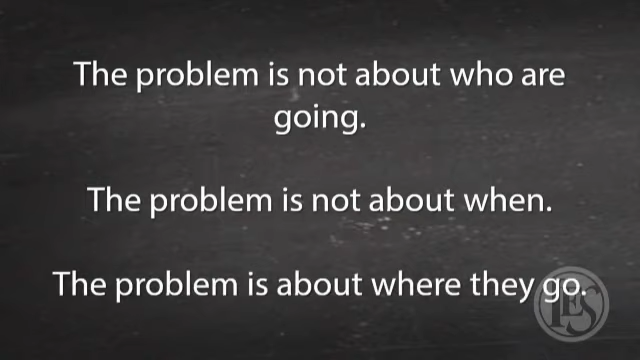 The problem is not about who are
going.
The problem is not about when.
The problem is about where they go.
IES